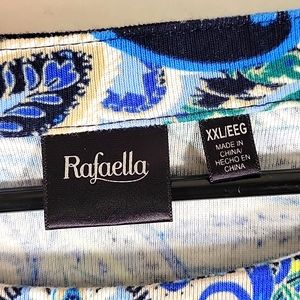 Rafaella
XXL/EEG
MADE IN
CHINA/
HECHO EN
CHINA